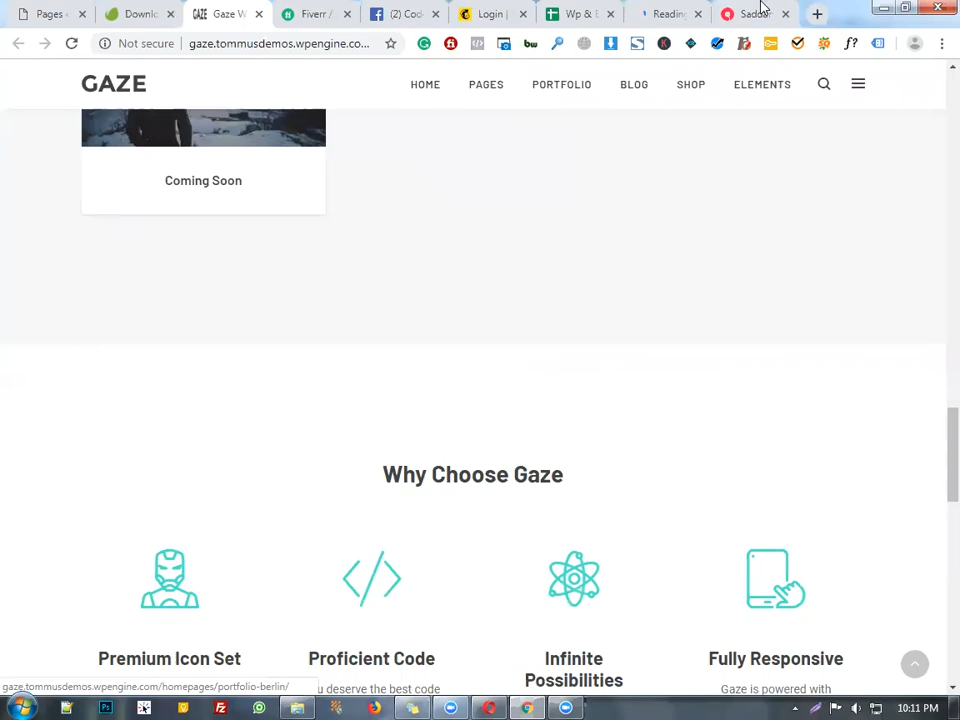 Pages
Downlo
GAZE Gaze W
Fiverr /
(2) Cod
Login |
Wp & E
Reading
Not secure gaze.tommusdemos.wpengine.co...
GAZE
HOME PAGES PORTFOLIO BLOG SHOP ELEMENTS
Coming Soon
Why Choose Gaze
Premium Icon Set
Proficient Code
Infinite
Possibilities
Fully Responsive
u deserve the best code
Gaze is powered with
gaze.tommusdemos.wpengine.com/homepages/portfolio-berlin/
10:11 PM